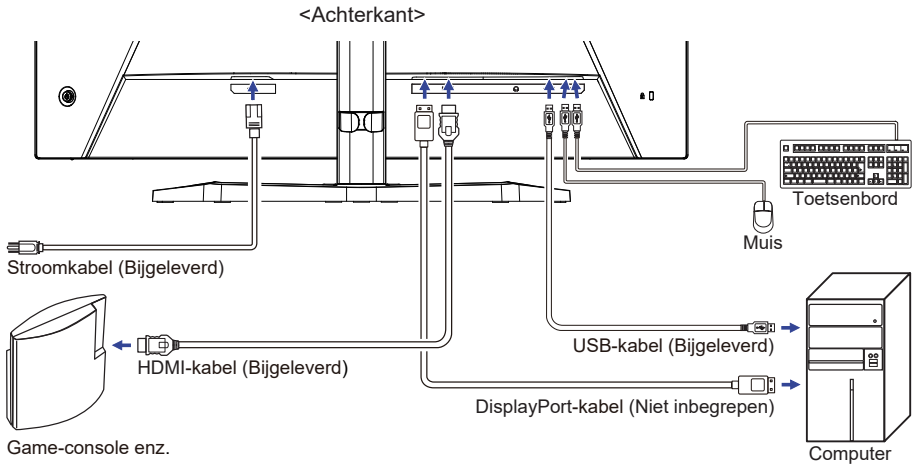 <Achterkant>
Toetsenbord
Muis
Stroomkabel (Bijgeleverd)
USB-kabel (Bijgeleverd)
HDMI-kabel (Bijgeleverd)
DisplayPort-kabel (Niet inbegrepen)
Game-console enz.
Computer